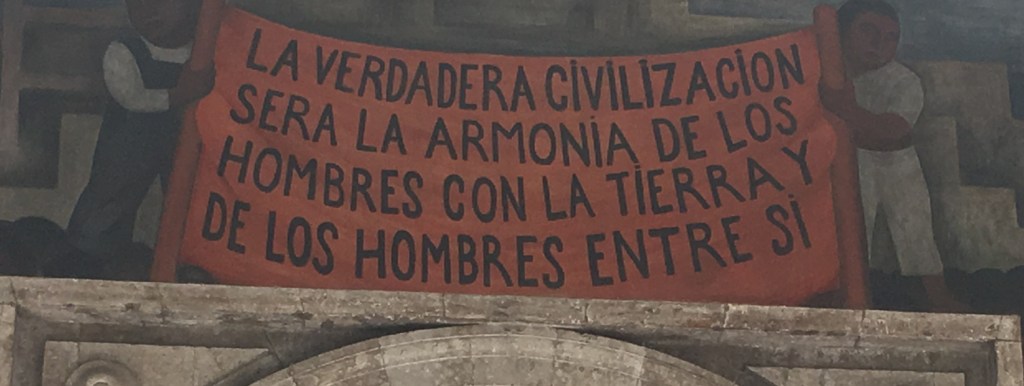 LA VERDADERA CiViLiZACiON
SERA LA ARMONiA DE LOS
HOMBRES CON LA TiERRA Y
DE LOS HOMBRES ENTRE Si